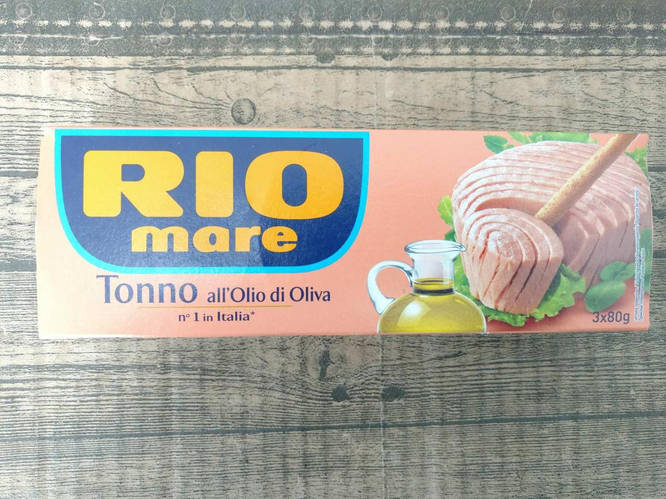 RIO
mare
Tonno all'Olio di Oliva
n° 1 in Italia*
3x80g